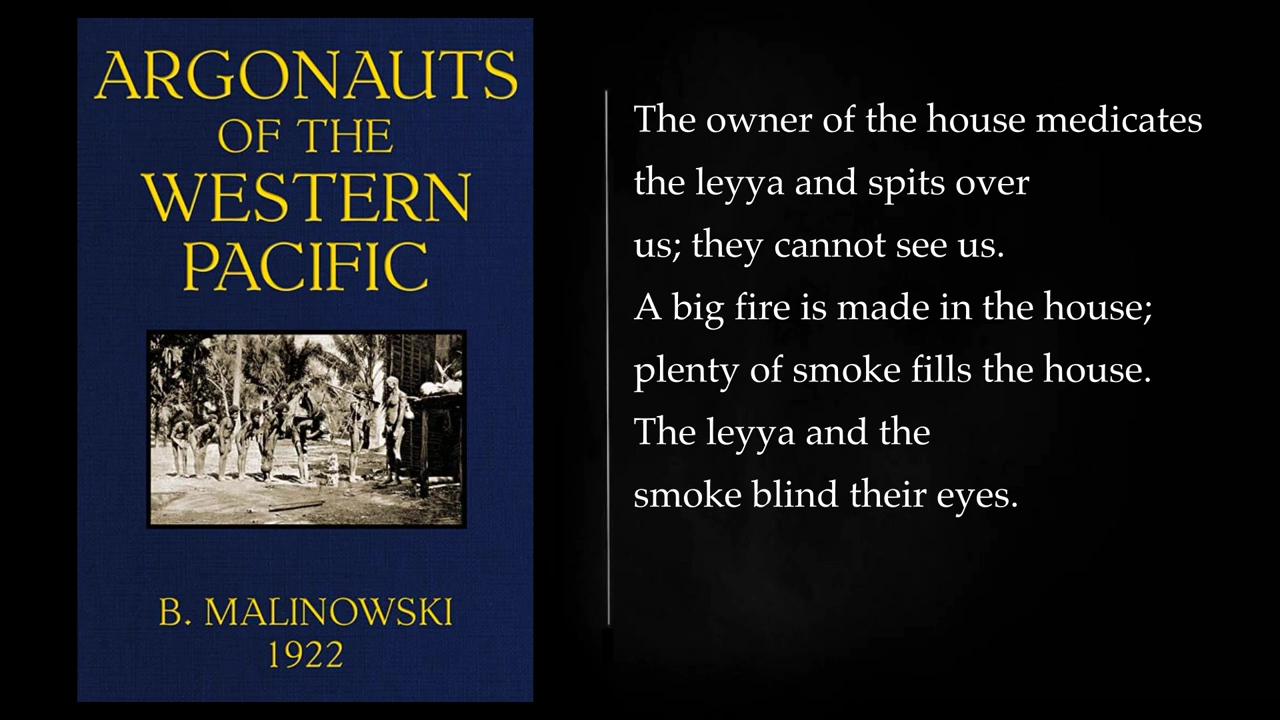 ARGONAUTS
OF THE
WESTERN
PACIFIC
B. MALINOWSKI
1922
The owner of the house medicates
the leyya and spits over
us; they cannot see us.
A big fire is made in the house;
plenty of smoke fills the house.
The leyya and the
smoke blind their eyes.